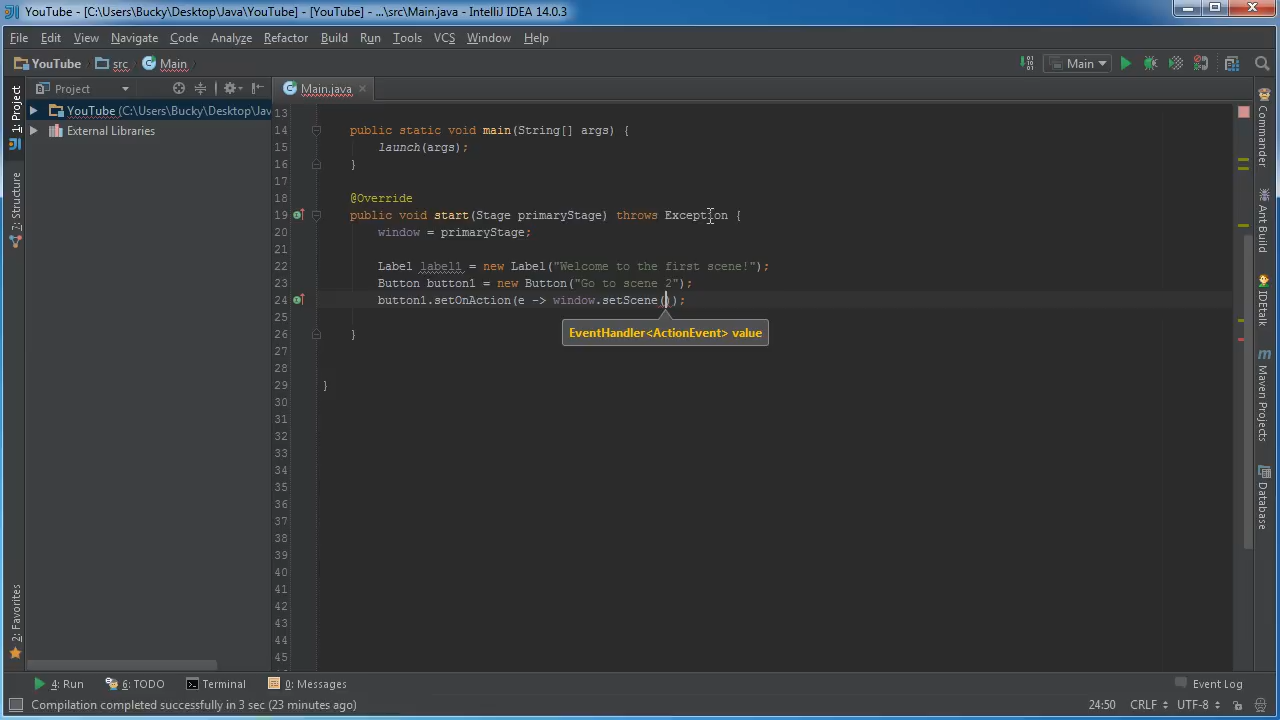 YouTube - [C:\Users\Bucky\Desktop\Java\YouTube] - [YouTube] - ...\src\Main.java - IntelliJ IDEA 14.0.3
File Edit View Navigate Code Analyze Refactor Build Run Tools VCS Window Help
YouTube src Main Main
Project Main.java
YouTube (C:\Users\Bucky\Desktop\Jav
External Libraries
1: Project
7: Structure
2: Favorites
13
14 public static void main(String[] args) {
15 launch(args);
16 }
17
18 @Override
19 public void start(Stage primaryStage) throws Exception {
20 window = primaryStage;
21
22 Label label1 = new Label("Welcome to the first scene!");
23 Button button1 = new Button("Go to scene 2");
24 button1.setOnAction(e -> window.setScene());
25
EventHandler<ActionEvent> value
26 }
27
28
29 }
30
31
32
33
34
35
36
37
38
39
40
41
42
43
44
45
Commander
Ant Build
IDEtalk
Maven Projects
Database
4: Run 6: TODO Terminal 0: Messages Event Log
Compilation completed successfully in 3 sec (23 minutes ago) 24:50 CRLF UTF-8